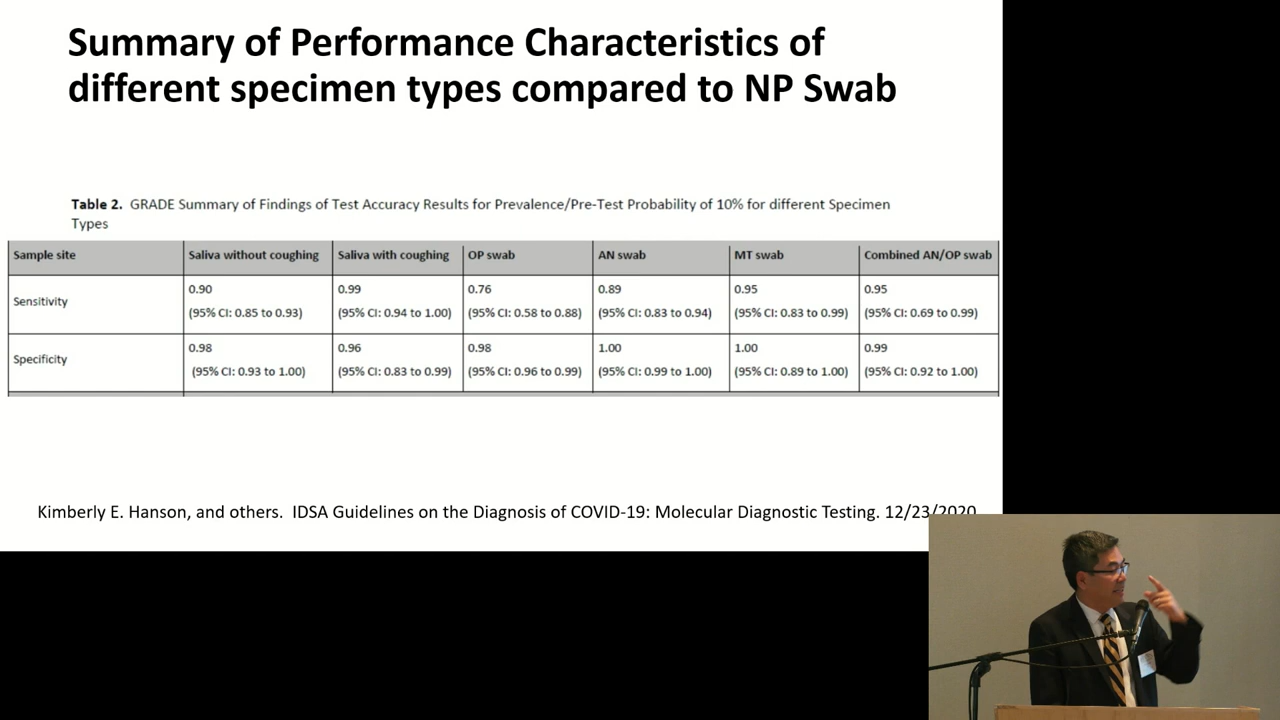 Summary of Performance Characteristics of
different specimen types compared to NP Swab
Table 2. GRADE Summary of Findings of Test Accuracy Results for Prevalence/Pre-Test Probability of 10% for different Specimen
Types
Sample site Saliva without coughing Saliva with coughing OP swab AN swab MT swab Combined AN/OP swab
Sensitivity 0.90 0.99 0.76 0.89 0.95 0.95
(95% CI: 0.85 to 0.93) (95% CI: 0.94 to 1.00) (95% CI: 0.58 to 0.88) (95% CI: 0.83 to 0.94) (95% CI: 0.83 to 0.99) (95% CI: 0.69 to 0.99)
Specificity 0.98 0.96 0.98 1.00 1.00 0.99
(95% CI: 0.93 to 1.00) (95% CI: 0.83 to 0.99) (95% CI: 0.96 to 0.99) (95% CI: 0.99 to 1.00) (95% CI: 0.89 to 1.00) (95% CI: 0.92 to 1.00)
Kimberly E. Hanson, and others. IDSA Guidelines on the Diagnosis of COVID-19: Molecular Diagnostic Testing. 12/23/2020